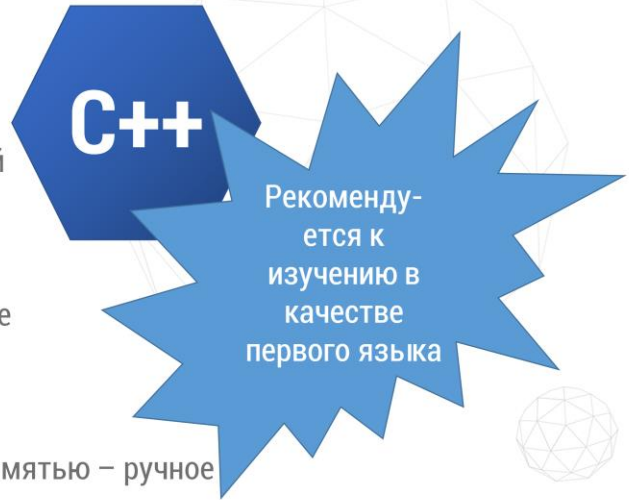 C++
й
Рекоменду-
ется к
изучению в
качестве
первого языка
е
мятью – ручное